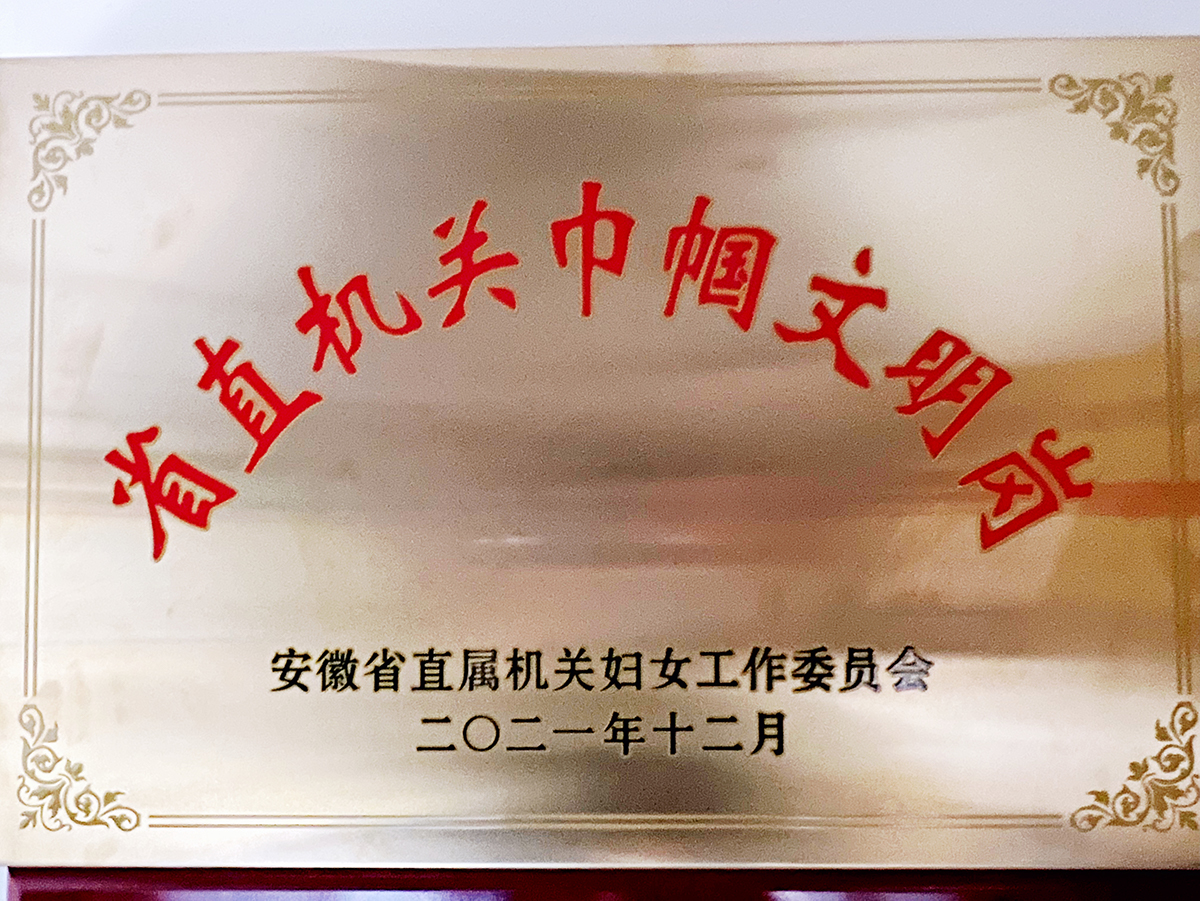 省直机关巾帼文明岗
安徽省直属机关妇女工作委员会
二〇二一年十二月